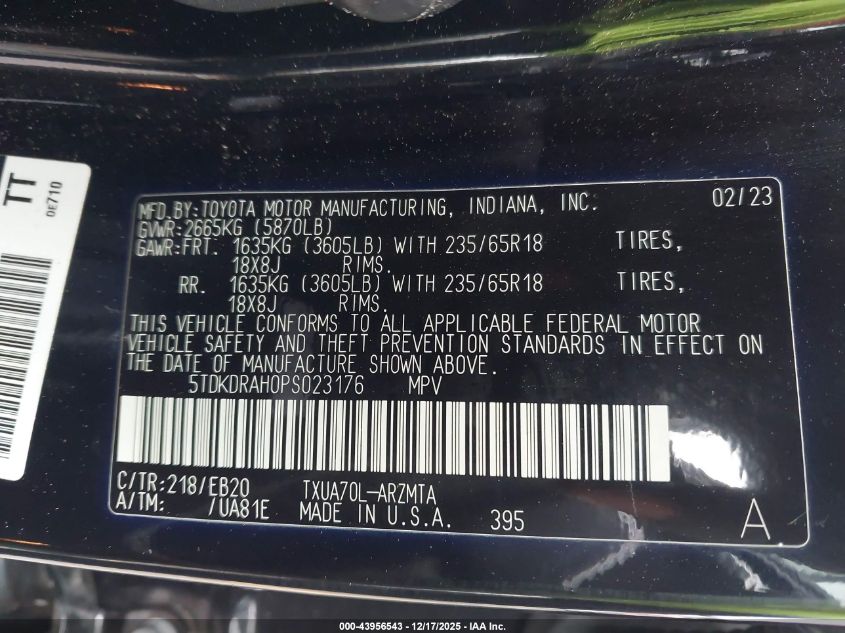 TT
0E710
MFD.BY:TOYOTA MOTOR MANUFACTURING, INDIANA, INC. 02/23
GVWR:2665KG (5870LB)
GAWR:FRT. 1635KG (3605LB) WITH 235/65R18 TIRES,
18X8J RIMS.
RR. 1635KG (3605LB) WITH 235/65R18 TIRES,
18X8J RIMS.
THIS VEHICLE CONFORMS TO ALL APPLICABLE FEDERAL MOTOR
VEHICLE SAFETY AND THEFT PREVENTION STANDARDS IN EFFECT ON
THE DATE OF MANUFACTURE SHOWN ABOVE.
5TDKDRAH0PS023176 MPV
C/TR:218/EB20 TXUA70L-ARZMTA
A/TM: /UA81E MADE IN U.S.A. 395 A
000-43956543 - 12/17/2025 - IAA Inc.